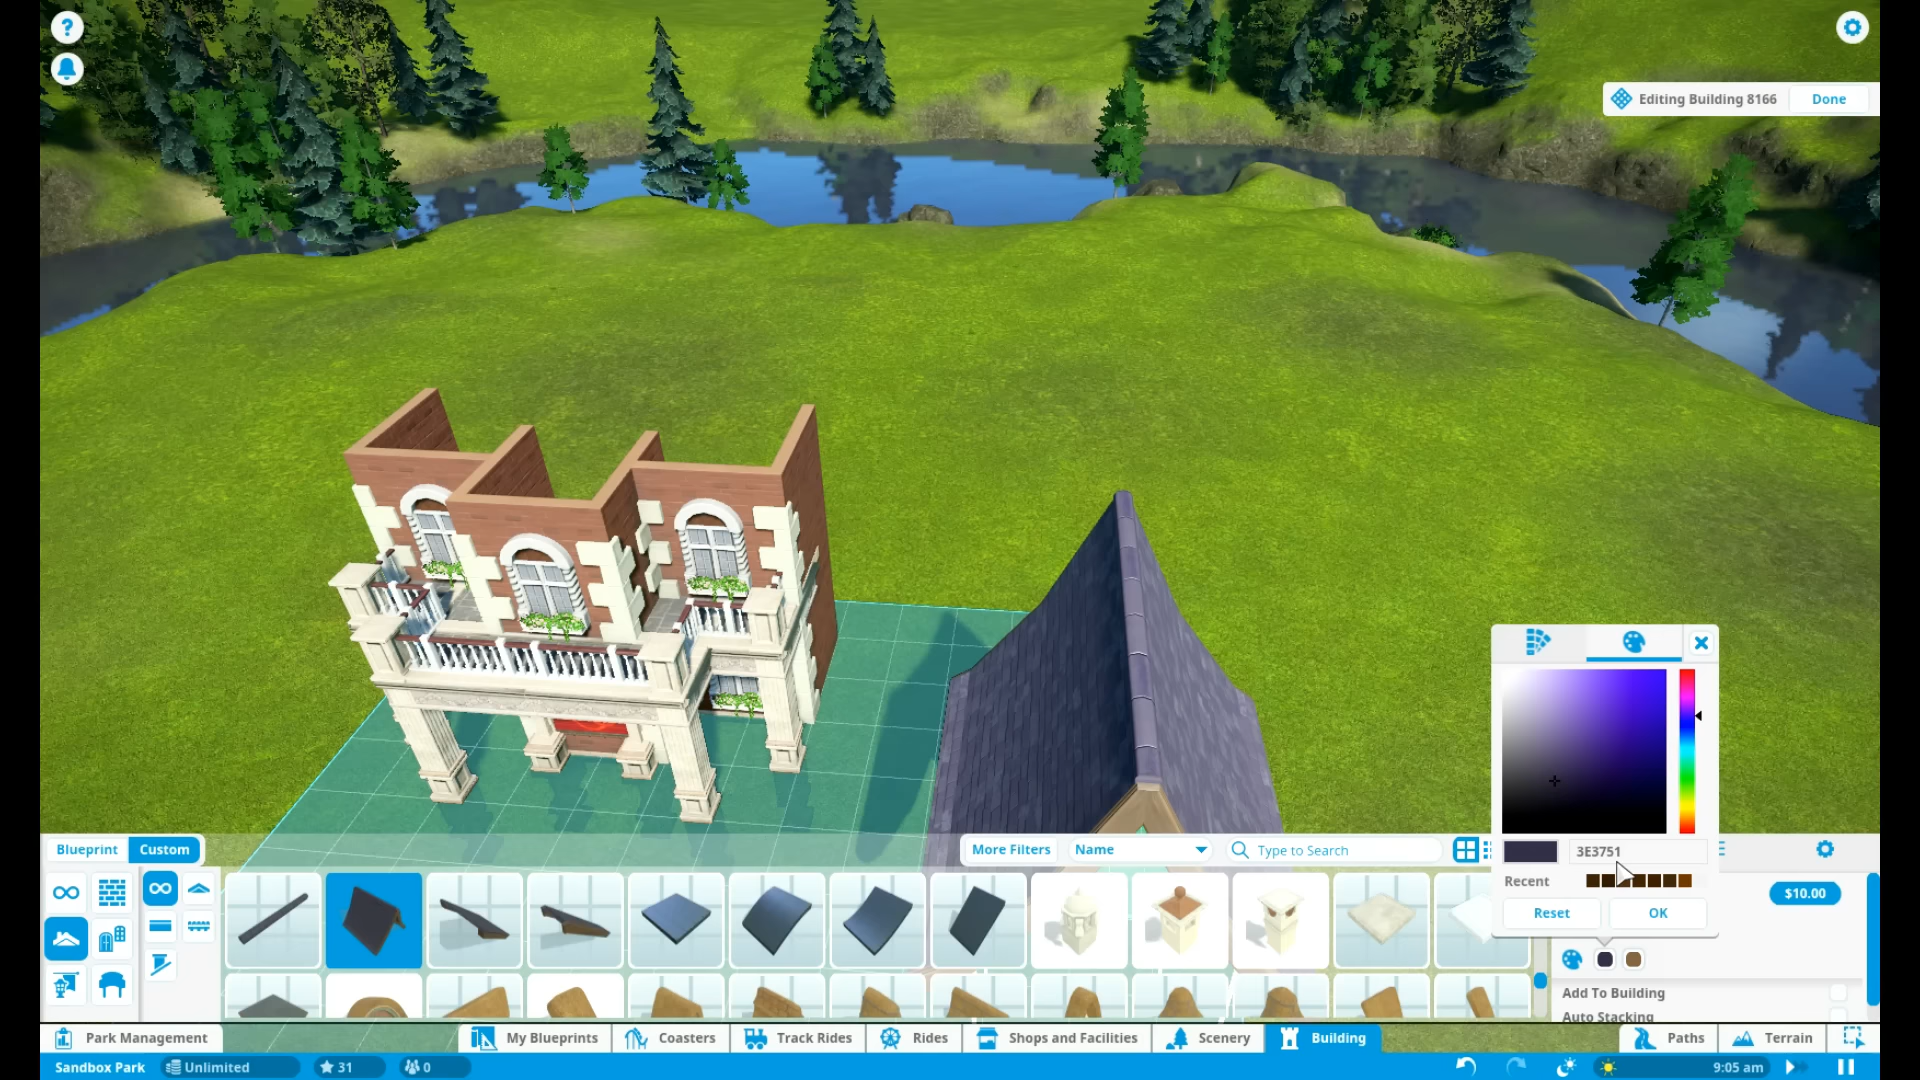 ?
Editing Building 8166
Done
Blueprint
Custom
More Filters
Name
Type to Search
3E3751
Recent
Reset
OK
$10.00
Add To Building
Auto Stacking
Park Management
My Blueprints
Coasters
Track Rides
Rides
Shops and Facilities
Scenery
Building
Paths
Terrain
Sandbox Park
Unlimited
31
0
9:05 am